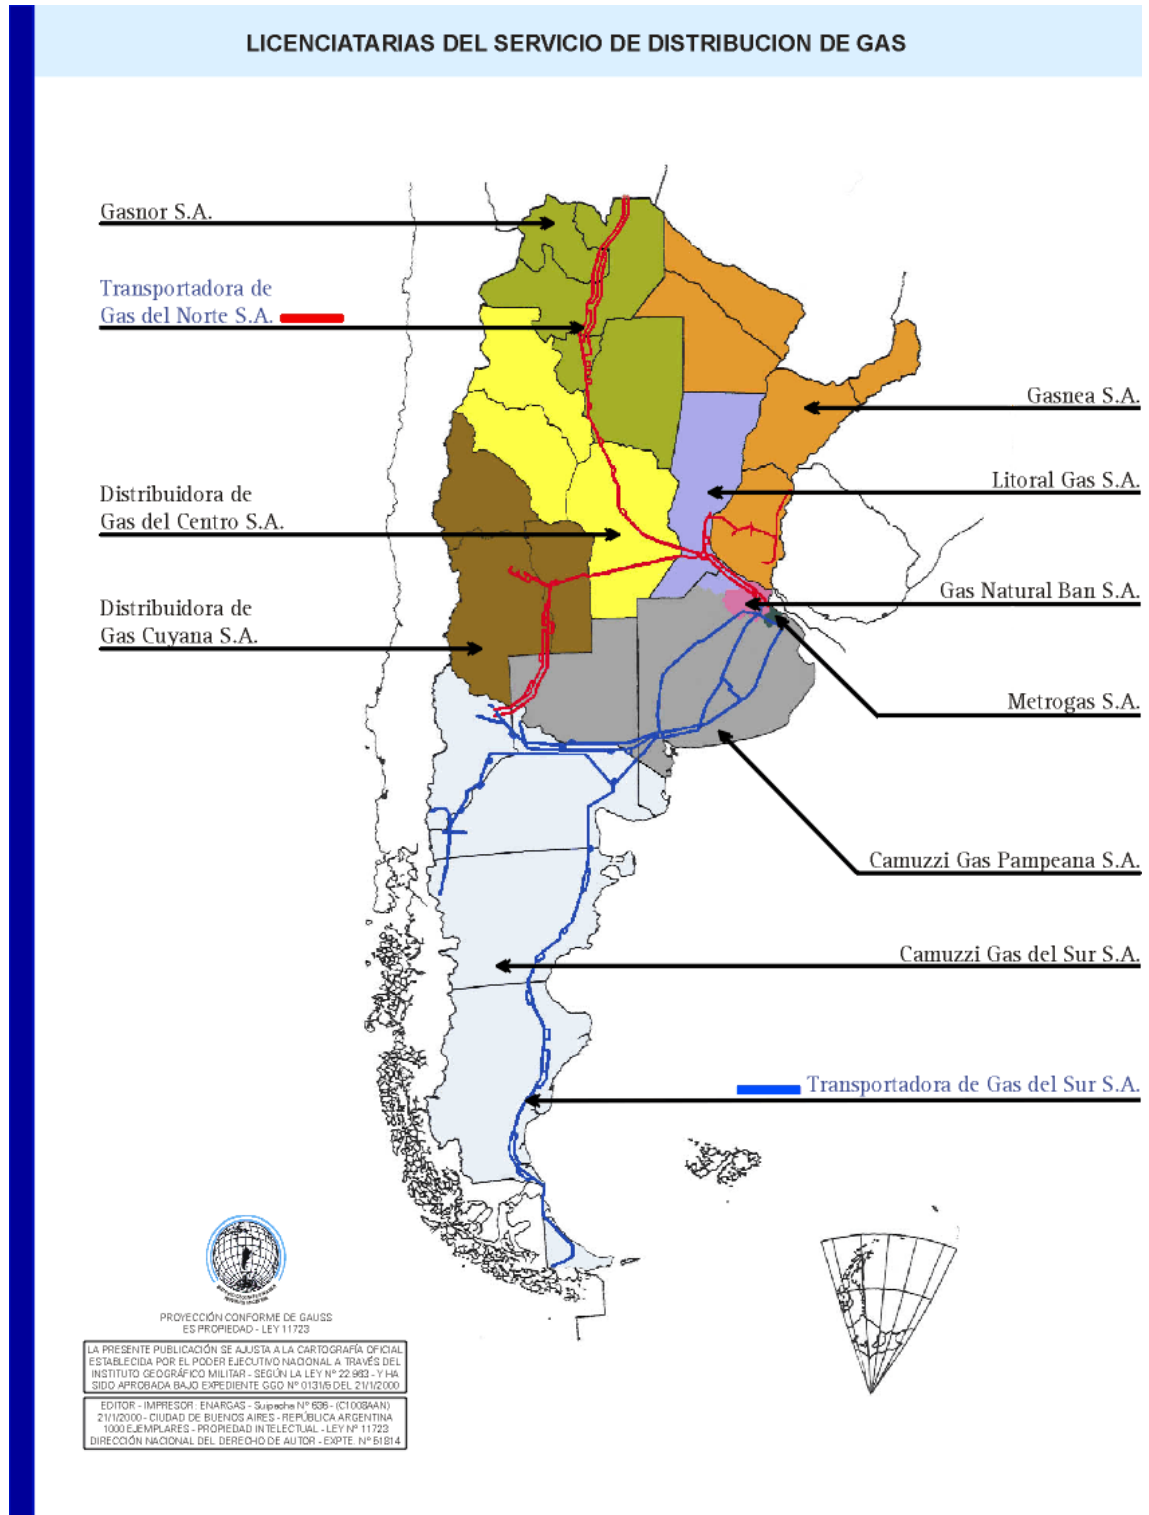 LICENCIATARIAS DEL SERVICIO DE DISTRIBUCION DE GAS
Gasnor S.A.
Transportadora de
Gas del Norte S.A.
Gasnea S.A.
Litoral Gas S.A.
Distribuidora de
Gas del Centro S.A.
Gas Natural Ban S.A.
Distribuidora de
Gas Cuyana S.A.
Metrogas S.A.
Camuzzi Gas Pampeana S.A.
Camuzzi Gas del Sur S.A.
Transportadora de Gas del Sur S.A.
PROYECCIÓN CONFORME DE GAUSS
ES PROPIEDAD - LEY 11723
LA PRESENTE PUBLICACIÓN SE AJUSTA A LA CARTOGRAFÍA OFICIAL
ESTABLECIDA POR EL PODER EJECUTIVO NACIONAL A TRAVÉS DEL
INSTITUTO GEOGRÁFICO MILITAR - SEGÚN LA LEY Nº 22.963 - Y HA
SIDO APROBADA BAJO EXPEDIENTE GGO Nº 0131/5 DEL 21/1/2000
EDITOR - IMPRESOR: ENARGAS - Suipacha Nº 636 - (C1008AAN)
21/1/2000 - CIUDAD DE BUENOS AIRES - REPÚBLICA ARGENTINA
1000 EJEMPLARES - PROPIEDAD INTELECTUAL - LEY Nº 11723
DIRECCIÓN NACIONAL DEL DERECHO DE AUTOR - EXPTE. Nº 51814